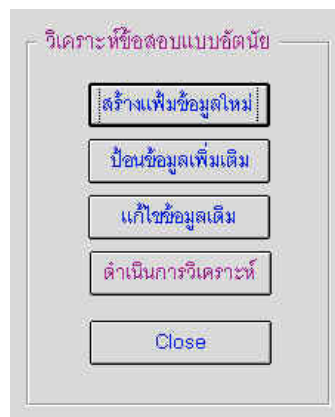 วิเคราะห์ข้อสอบแบบอัตนัย
สร้างแฟ้มข้อมูลใหม่
ป้อนข้อมูลเพิ่มเติม
แก้ไขข้อมูลเดิม
ดำเนินการวิเคราะห์
Close